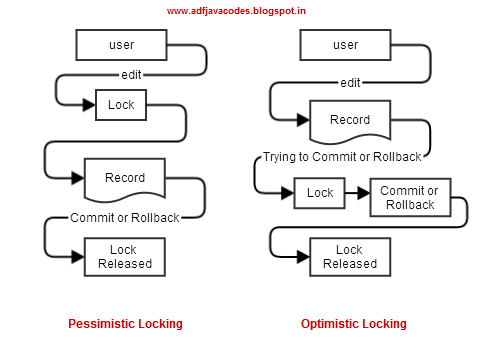 www.adfjavacodes.blogspot.in
user
edit
Lock
Record
Commit or Rollback
Lock
Released
Pessimistic Locking
user
edit
Record
Trying to Commit or Rollback
Lock
Commit or
Rollback
Lock
Released
Optimistic Locking